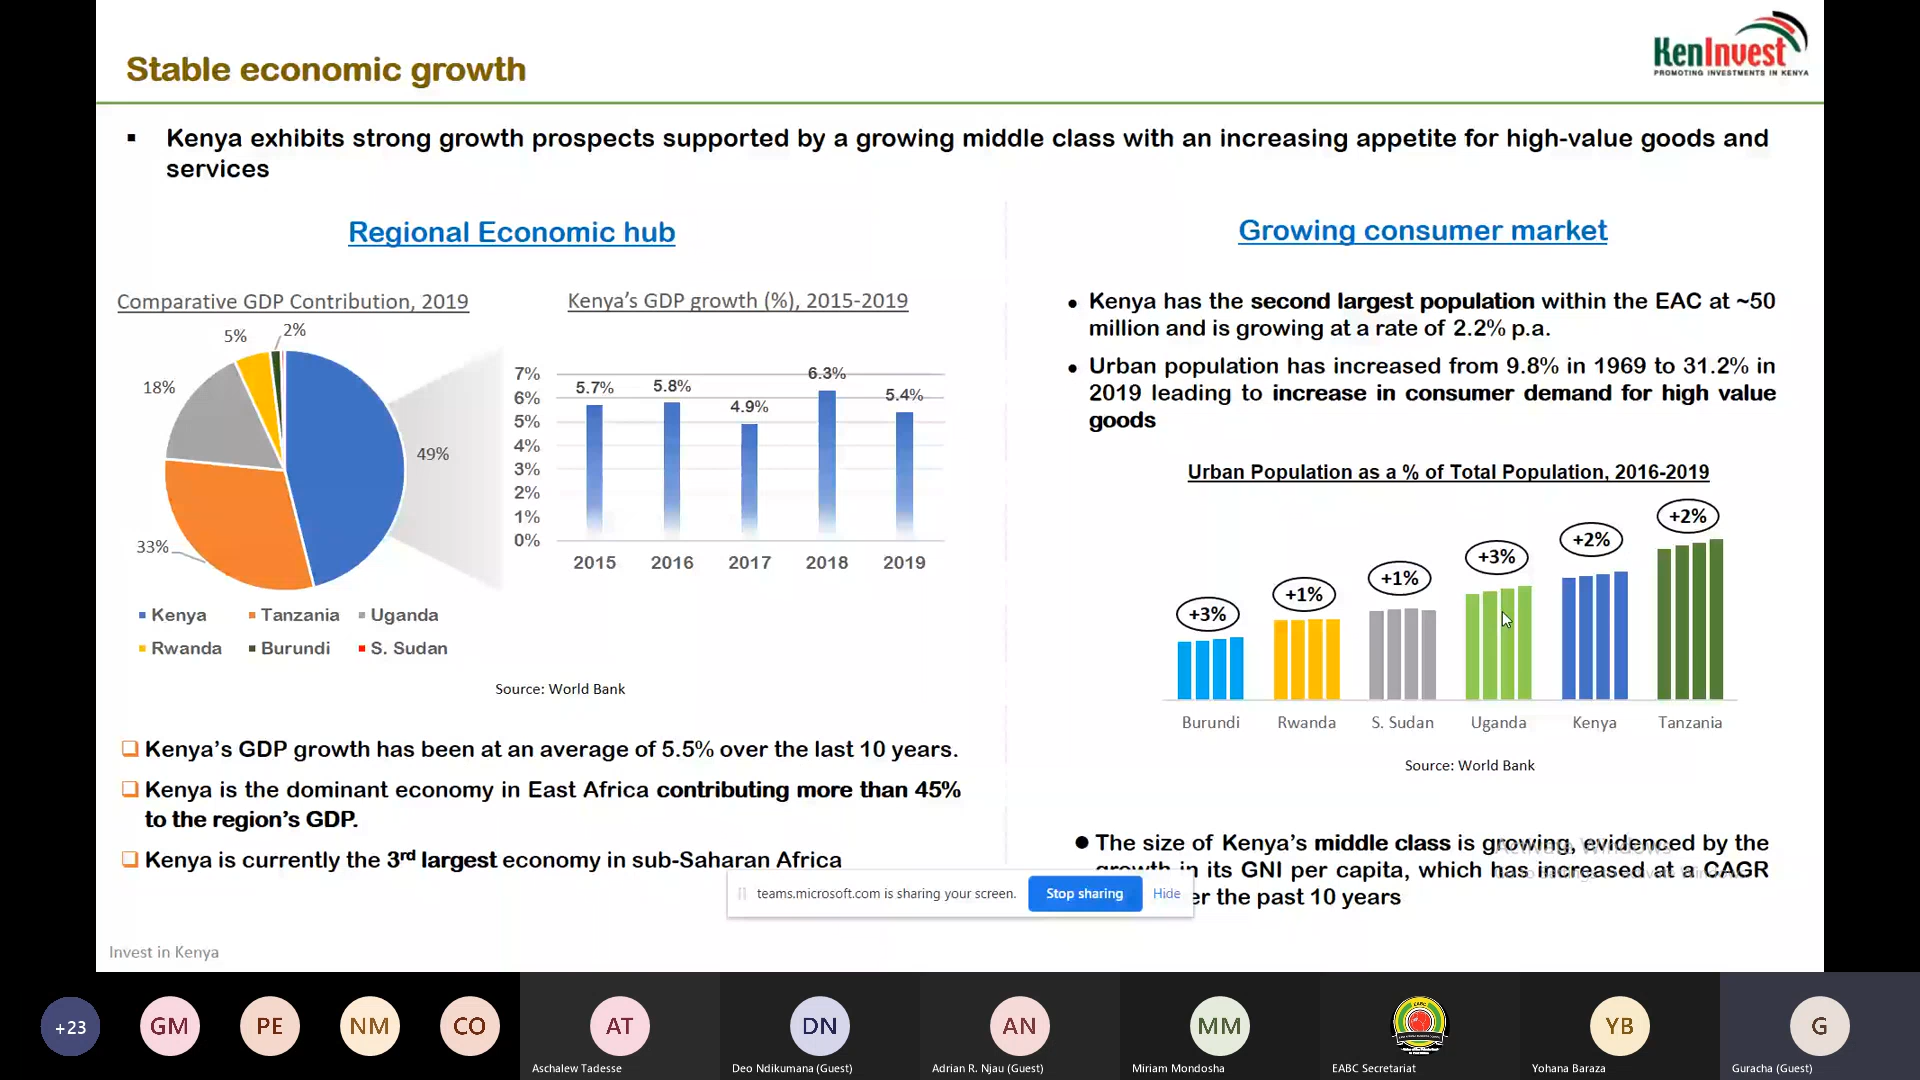 Stable economic growth
KenInvest
PROMOTING INVESTMENTS IN KENYA
▪ Kenya exhibits strong growth prospects supported by a growing middle class with an increasing appetite for high-value goods and
services
Regional Economic hub
Comparative GDP Contribution, 2019
5%
2%
18%
49%
33%
Kenya
Tanzania
Uganda
Rwanda
Burundi
S. Sudan
Kenya’s GDP growth (%), 2015-2019
7%
6%
5%
4%
3%
2%
1%
0%
5.7%
5.8%
4.9%
6.3%
5.4%
2015
2016
2017
2018
2019
Source: World Bank
❑ Kenya’s GDP growth has been at an average of 5.5% over the last 10 years.
❑ Kenya is the dominant economy in East Africa contributing more than 45%
to the region’s GDP.
❑ Kenya is currently the 3rd largest economy in sub-Saharan Africa
Growing consumer market
• Kenya has the second largest population within the EAC at ~50
million and is growing at a rate of 2.2% p.a.
• Urban population has increased from 9.8% in 1969 to 31.2% in
2019 leading to increase in consumer demand for high value
goods
Urban Population as a % of Total Population, 2016-2019
+3%
+1%
+1%
+3%
+2%
+2%
Burundi
Rwanda
S. Sudan
Uganda
Kenya
Tanzania
Source: World Bank
• The size of Kenya’s middle class is growing, evidenced by the
growth in its GNI per capita, which has increased at a CAGR
the past 10 years
Activate Windows
teams.microsoft.com is sharing your screen.
Stop sharing
Hide
Invest in Kenya
+23
GM
PE
NM
CO
AT
Aschalew Tadesse
DN
Deo Ndikumana (Guest)
AN
Adrian R. Njau (Guest)
MM
Miriam Mondosha
EABC Secretariat
YB
Yohana Baraza
G
Guracha (Guest)